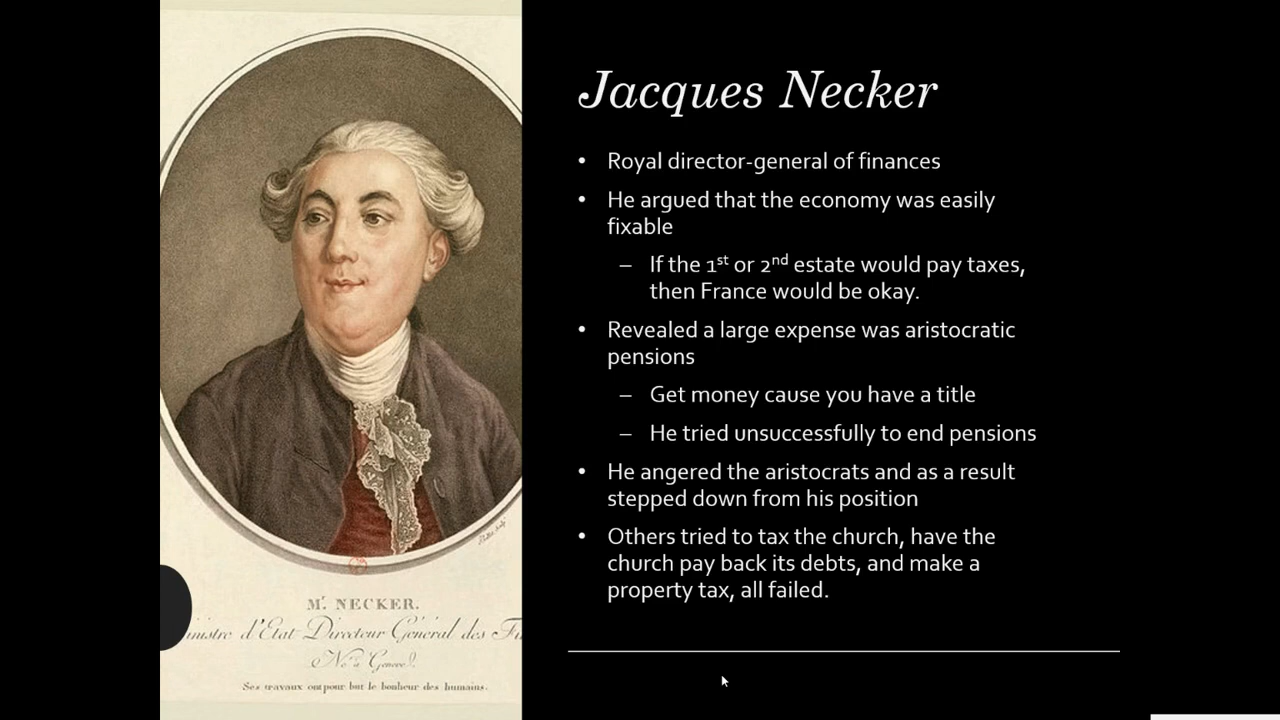 Jacques Necker
• Royal director-general of finances
• He argued that the economy was easily
fixable
– If the 1st or 2nd estate would pay taxes,
then France would be okay.
• Revealed a large expense was aristocratic
pensions
– Get money cause you have a title
– He tried unsuccessfully to end pensions
• He angered the aristocrats and as a result
stepped down from his position
• Others tried to tax the church, have the
church pay back its debts, and make a
property tax, all failed.
Mr. NECKER.
inistre d'Etat Directeur Général des
Né à Geneve
Ses travaux ont pour but le bonheur des humains.